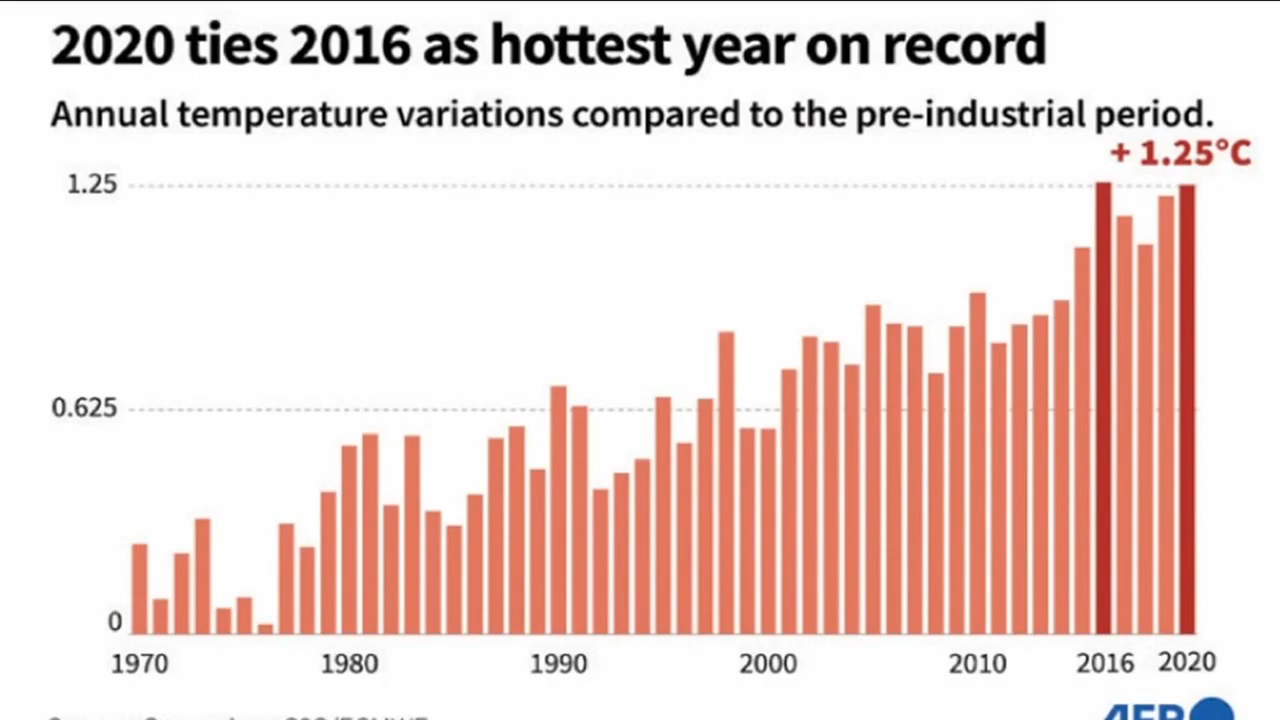 2020 ties 2016 as hottest year on record
Annual temperature variations compared to the pre-industrial period.
+ 1.25°C
1.25
0.625
0
1970 1980 1990 2000 2010 2016 2020
AFP